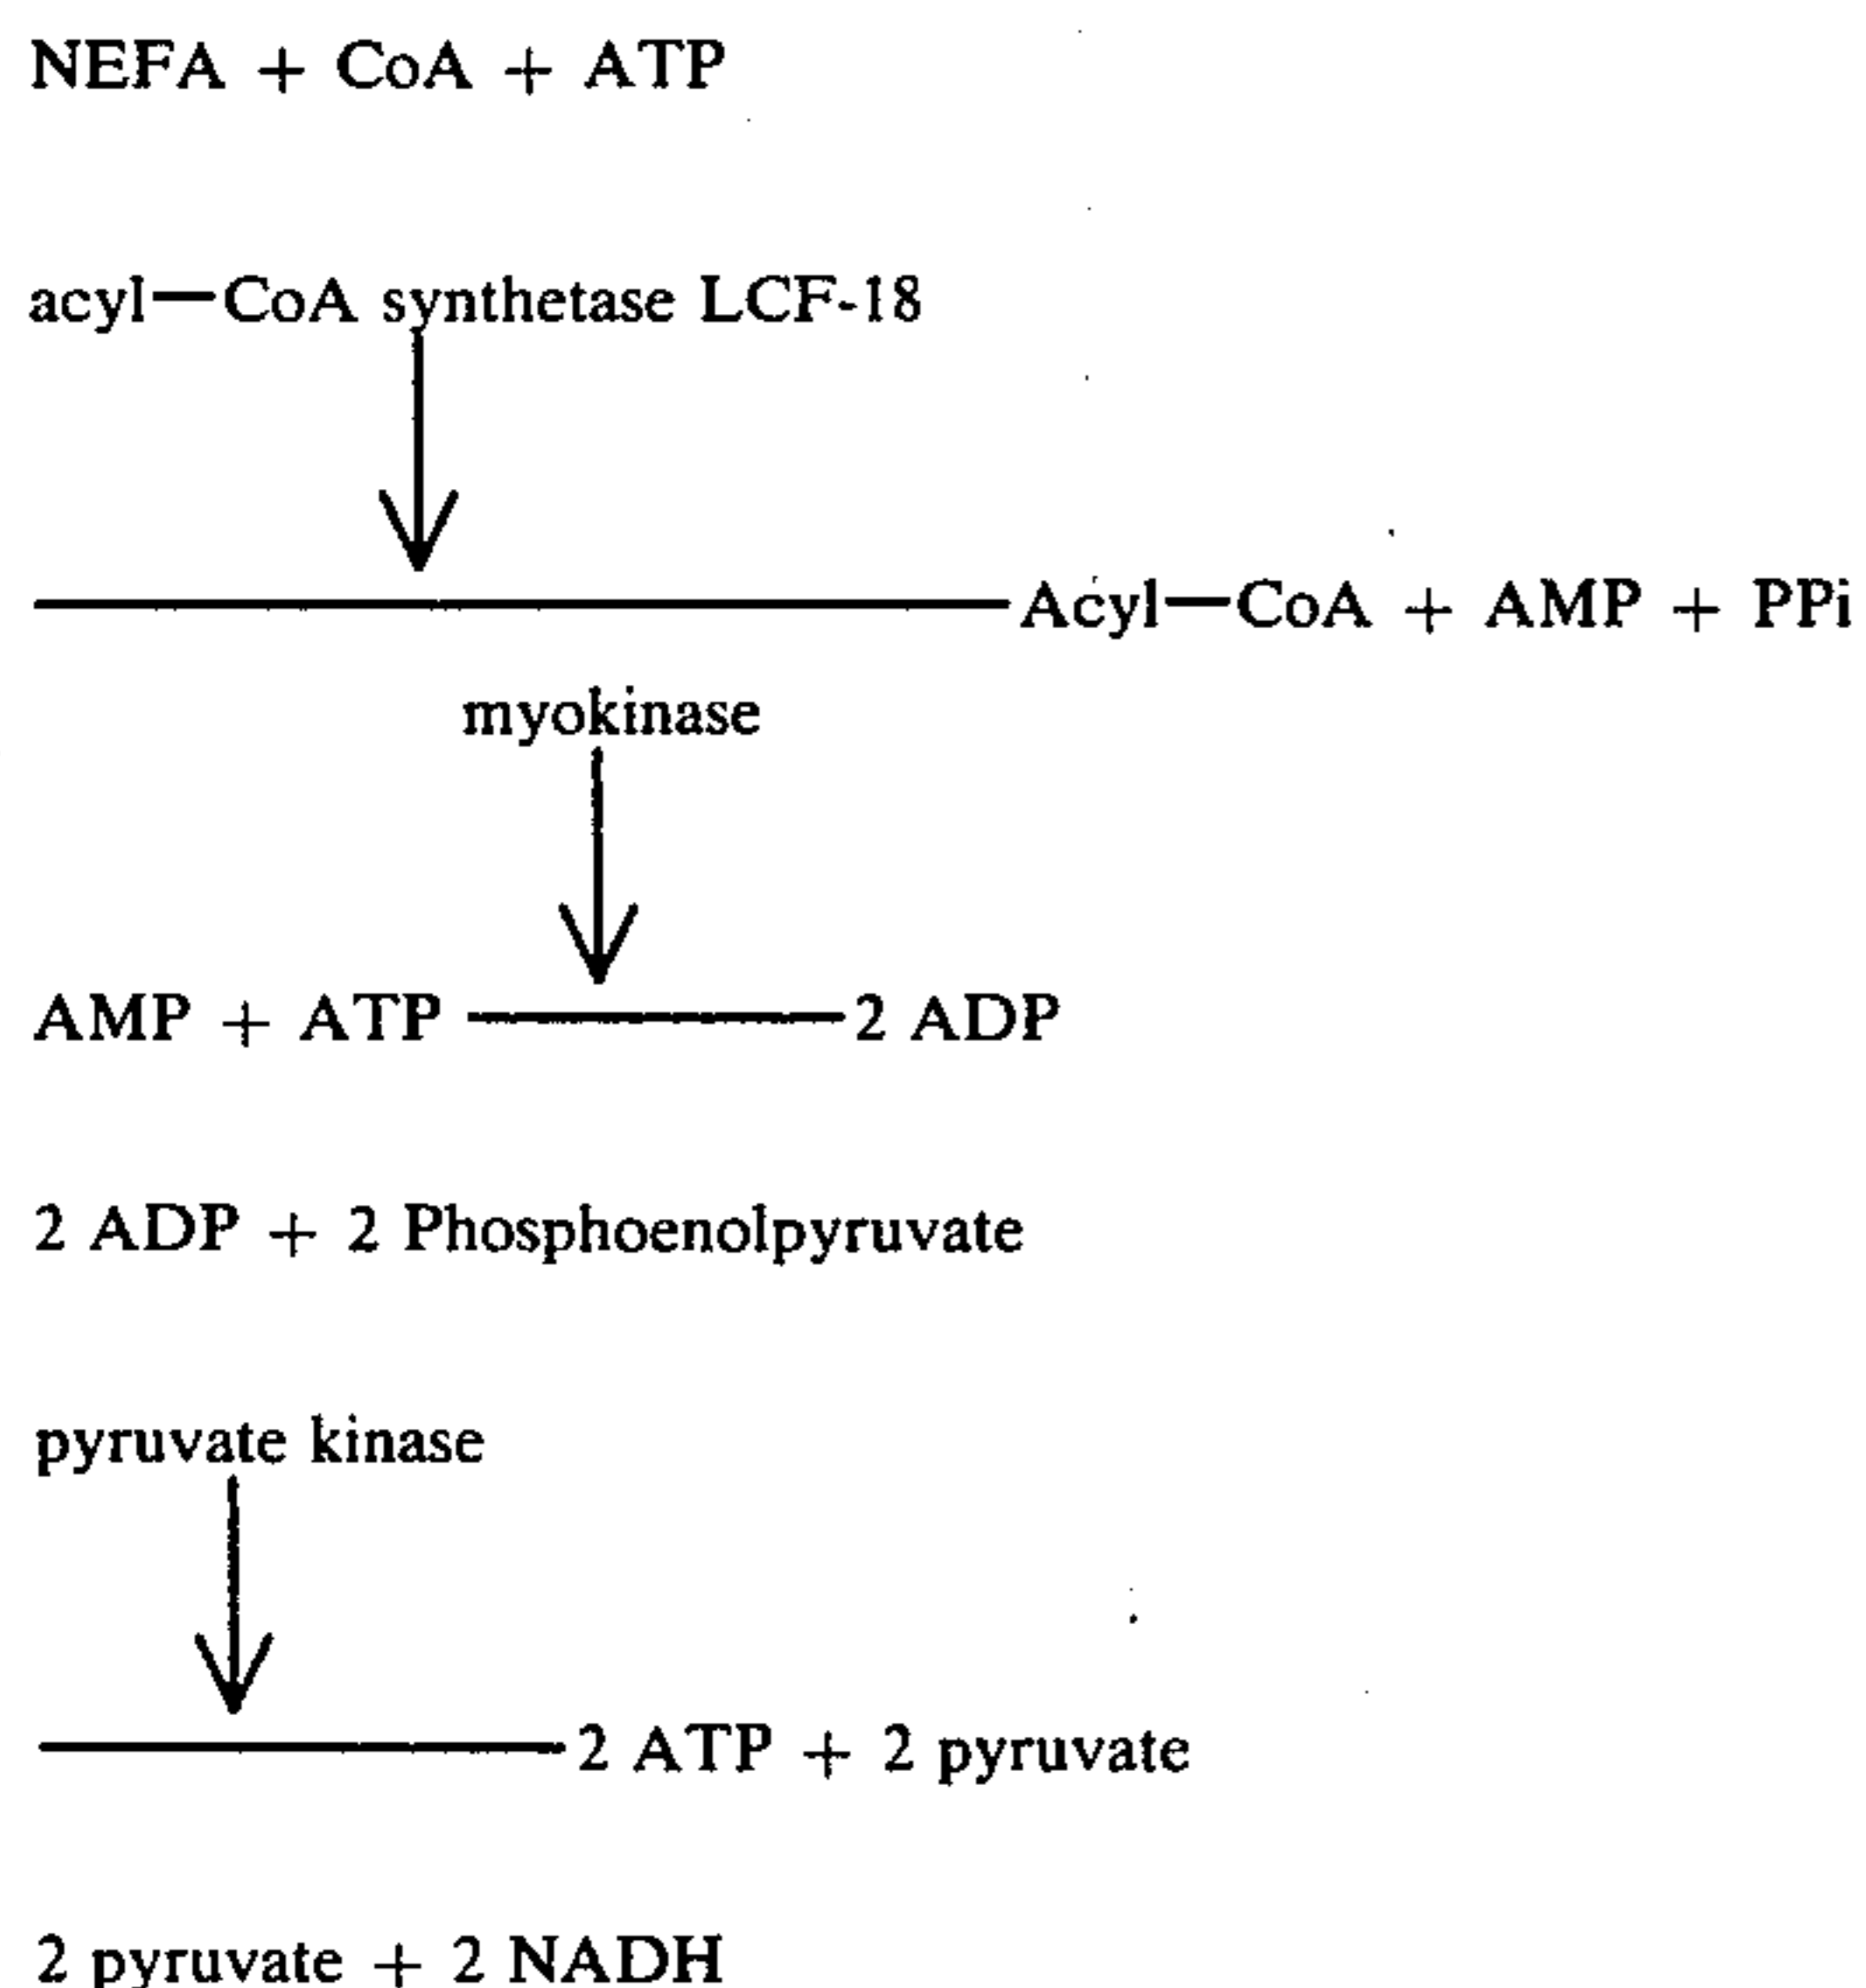 NEFA + CoA + ATP
acyl—CoA synthetase LCF-18
Acyl—CoA + AMP + PPi
myokinase
AMP + ATP ——— 2 ADP
2 ADP + 2 Phosphoenolpyruvate
pyruvate kinase
2 ATP + 2 pyruvate
2 pyruvate + 2 NADH